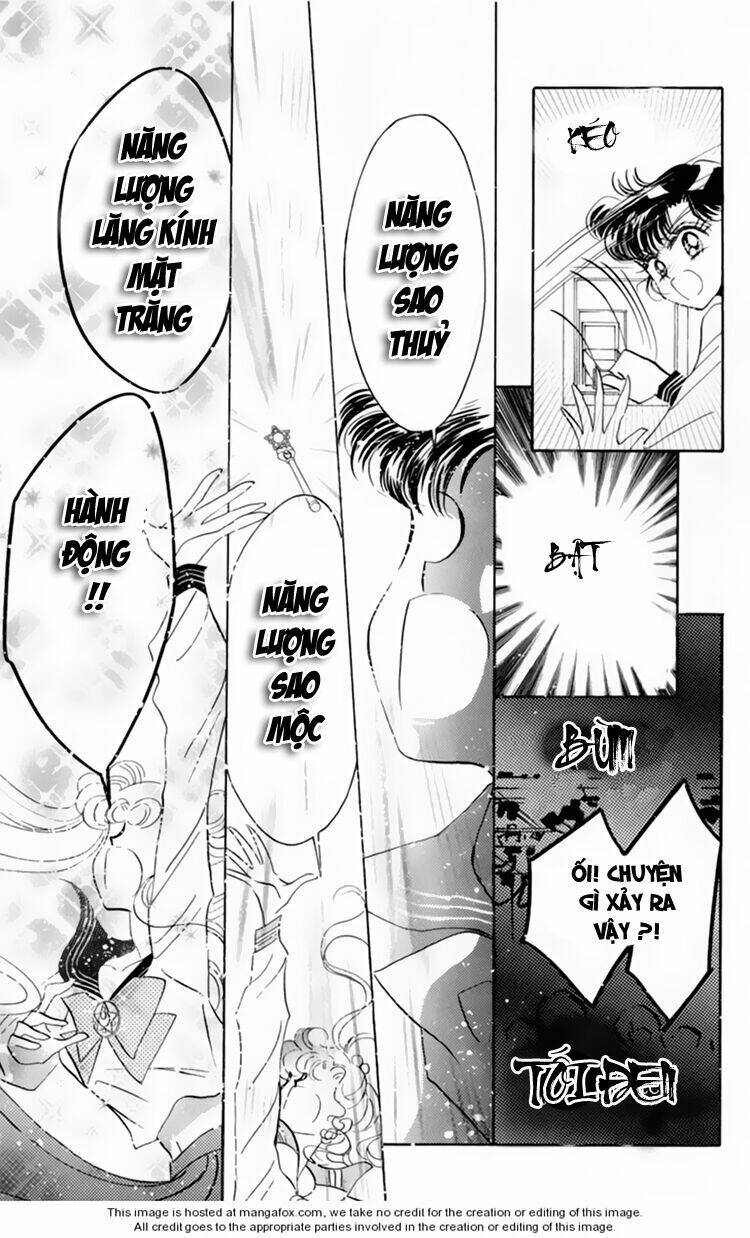 KÉO
BẬT
BÙM
ỐI!! CHUYỆN
GÌ XẢY RA
VẬY ?!
TỐI ĐEN
NĂNG
LƯỢNG
SAO
THUỶ
NĂNG
LƯỢNG
SAO
MỘC
NĂNG
LƯỢNG
LĂNG KÍNH
MẶT
TRĂNG
HÀNH
ĐỘNG
!!
This image is hosted at mangafox.com, we take no credit for the creation or editing of this image.
All credit goes to the appropriate parties involved in the creation or editing of this image.